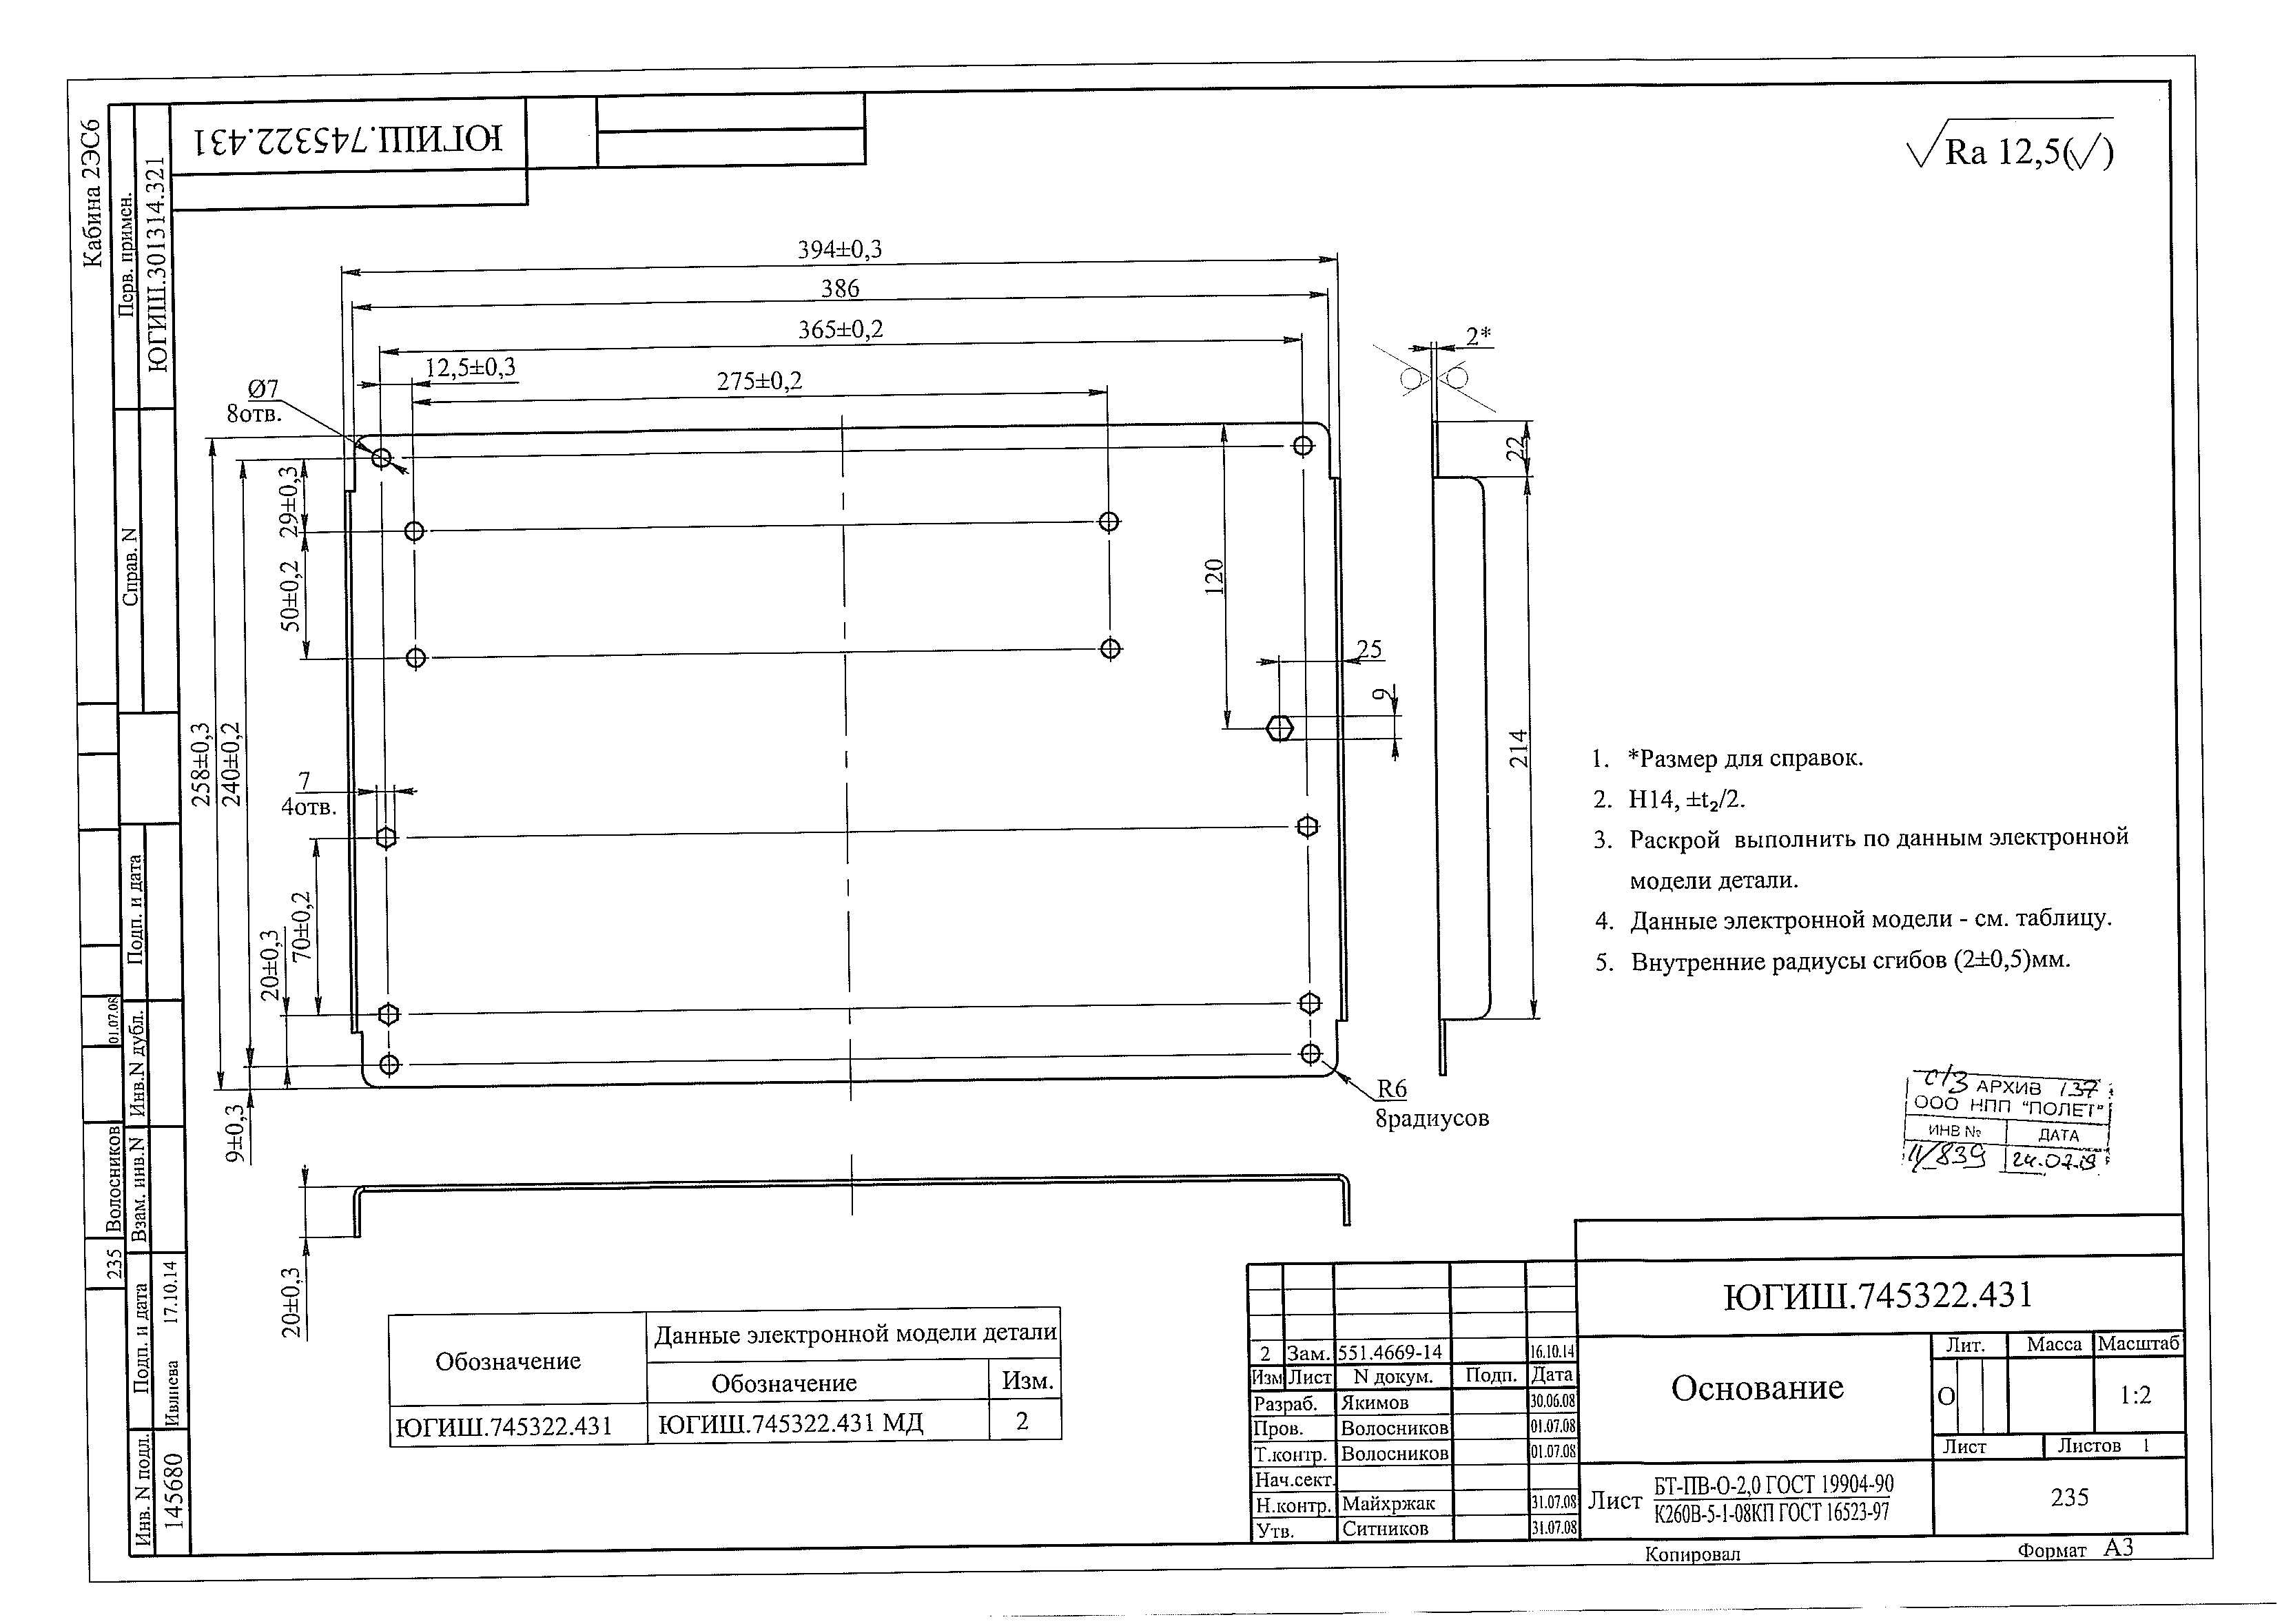 Кабина 2ЭС6
Перв. примен.
ЮГИШ.301314.321
Справ. N
Подп. и дата
Инв.N дубл.
Взам. инв.N
Подп. и дата
Инв. N подл.
01.07.08
Волосников
235
17.10.14
Ивлиева
145680
ЮГИШ.745322.431
Ra 12,5(√)
394±0,3
386
365±0,2
12,5±0,3
275±0,2
Ø7
8отв.
29±0,3
50±0,2
258±0,3
240±0,2
7
4отв.
70±0,2
20±0,3
9±0,3
120
25
9
R6
8радиусов
2*
22
214
20±0,3
1. *Размер для справок.
2. H14, ±t₂/2.
3. Раскрой выполнить по данным электронной
модели детали.
4. Данные электронной модели - см. таблицу.
5. Внутренние радиусы сгибов (2±0,5)мм.
с/з АРХИВ 137
ООО НПП "ПОЛЕТ"
ИНВ № ДАТА
11/839 24.07.19
Обозначение
Данные электронной модели детали
Обозначение Изм.
ЮГИШ.745322.431 ЮГИШ.745322.431 МД 2
ЮГИШ.745322.431
2 Зам. 551.4669-14 16.10.14
Изм Лист N докум. Подп. Дата
Разраб. Якимов 30.06.08
Пров. Волосников 01.07.08
Т.контр. Волосников 01.07.08
Нач.сект.
Н.контр. Майхржак 31.07.08
Утв. Ситников 31.07.08
Основание
Лит. Масса Масштаб
О 1:2
Лист Листов 1
Лист БТ-ПВ-О-2,0 ГОСТ 19904-90
К260В-5-1-08КП ГОСТ 16523-97
235
Копировал Формат А3